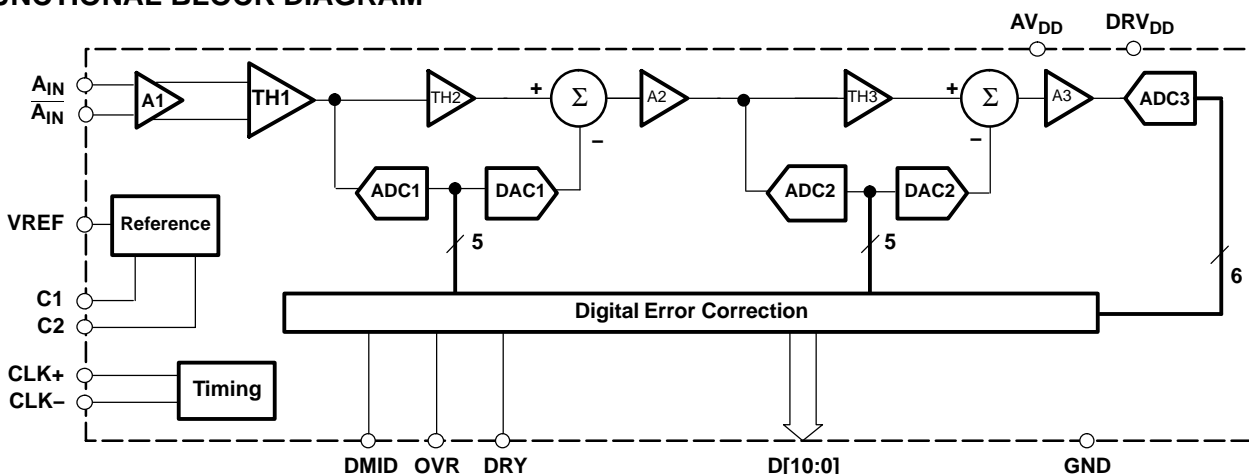 FUNCTIONAL BLOCK DIAGRAM
AVDD DRVDD
AIN
A̅I̅N̅
A1 TH1 TH2 + Σ − A2 TH3 + Σ − A3 ADC3
ADC1 DAC1 ADC2 DAC2
VREF Reference
5 5 6
C1
C2
Digital Error Correction
CLK+
CLK−
Timing
DMID OVR DRY D[10:0] GND